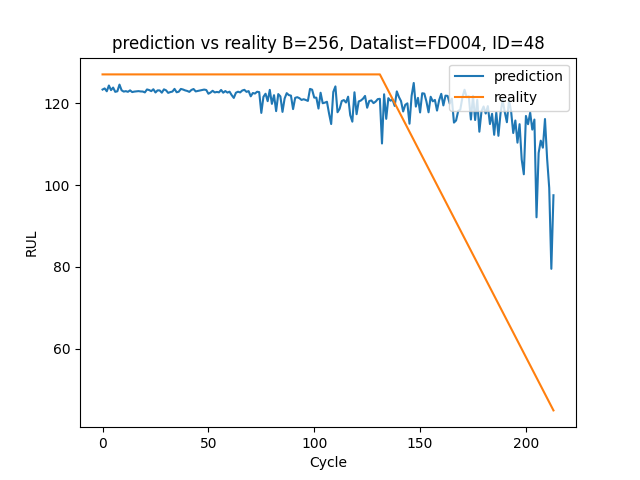 prediction vs reality B=256, Datalist=FD004, ID=48
prediction
reality
RUL
120
100
80
60
0
50
100
150
200
Cycle